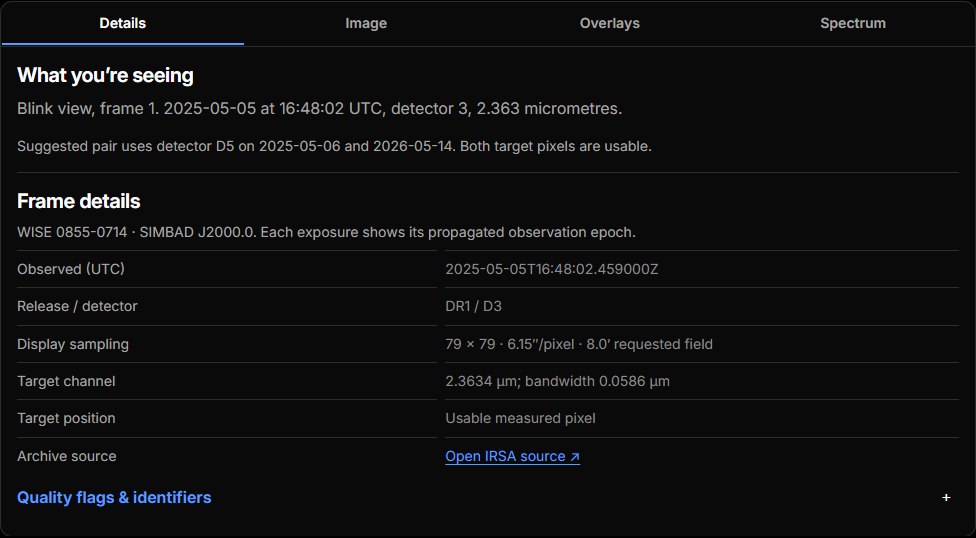 Details
Image
Overlays
Spectrum
What you’re seeing
Blink view, frame 1. 2025-05-05 at 16:48:02 UTC, detector 3, 2.363 micrometres.
Suggested pair uses detector D5 on 2025-05-06 and 2026-05-14. Both target pixels are usable.
Frame details
WISE 0855-0714 · SIMBAD J2000.0. Each exposure shows its propagated observation epoch.
Observed (UTC) 2025-05-05T16:48:02.459000Z
Release / detector DR1 / D3
Display sampling 79 × 79 · 6.15″/pixel · 8.0′ requested field
Target channel 2.3634 µm; bandwidth 0.0586 µm
Target position Usable measured pixel
Archive source Open IRSA source ↗
Quality flags & identifiers +